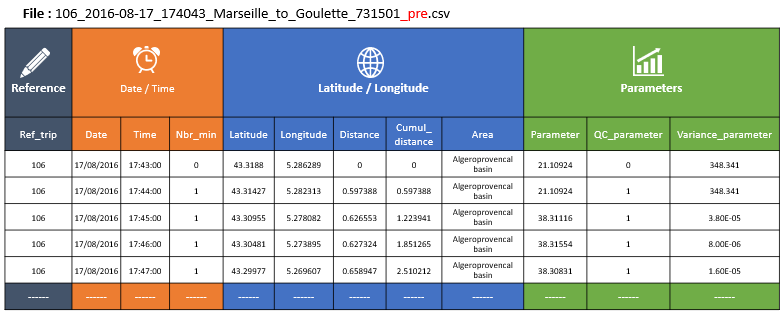 File : 106_2016-08-17_174043_Marseille_to_Goulette_731501_pre.csv
Reference Date / Time Latitude / Longitude Parameters
Ref_trip Date Time Nbr_min Latitude Longitude Distance Cumul_distance Area Parameter QC_parameter Variance_parameter
106 17/08/2016 17:43:00 0 43.3188 5.286289 0 0 Algeroprovencal basin 21.10924 0 348.341
106 17/08/2016 17:44:00 1 43.31427 5.282313 0.597388 0.597388 Algeroprovencal basin 21.10924 1 348.341
106 17/08/2016 17:45:00 1 43.30955 5.278082 0.626553 1.223941 Algeroprovencal basin 38.31116 1 3.80E-05
106 17/08/2016 17:46:00 1 43.30481 5.273895 0.627324 1.851265 Algeroprovencal basin 38.31554 1 8.00E-06
106 17/08/2016 17:47:00 1 43.29977 5.269607 0.658947 2.510212 Algeroprovencal basin 38.30831 1 1.60E-05
------ ------ ------ ------ ------ ------ ------ ------ ------ ------ ------ ------